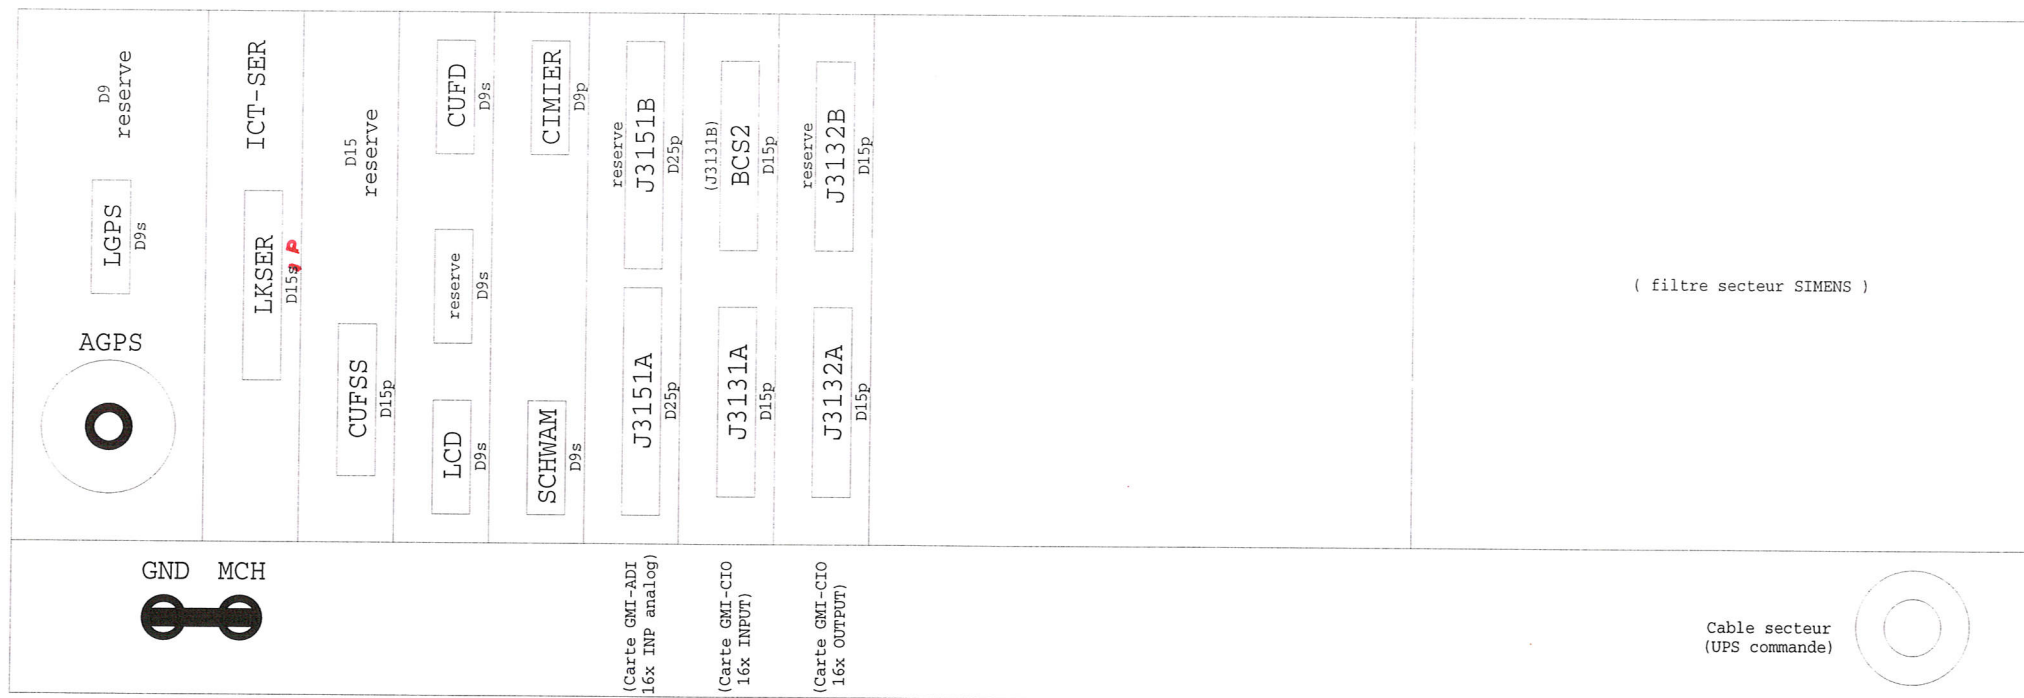 D9
reserve
LGPS
D9s
AGPS
ICT-SER
LKSER
D15s
P
D15
reserve
CUFSS
D15p
CUFD
D9s
reserve
D9s
LCD
D9s
CIMIER
D9p
SCHWAM
D9s
reserve
J3151B
D25p
J3151A
D25p
(J3131B)
BCS2
D15p
J3131A
D15p
reserve
J3132B
D15p
J3132A
D15p
( filtre secteur SIMENS )
GND MCH
(Carte GMI-ADI
16x INP analog)
(Carte GMI-CIO
16x INPUT)
(Carte GMI-CIO
16x OUTPUT)
Cable secteur
(UPS commande)